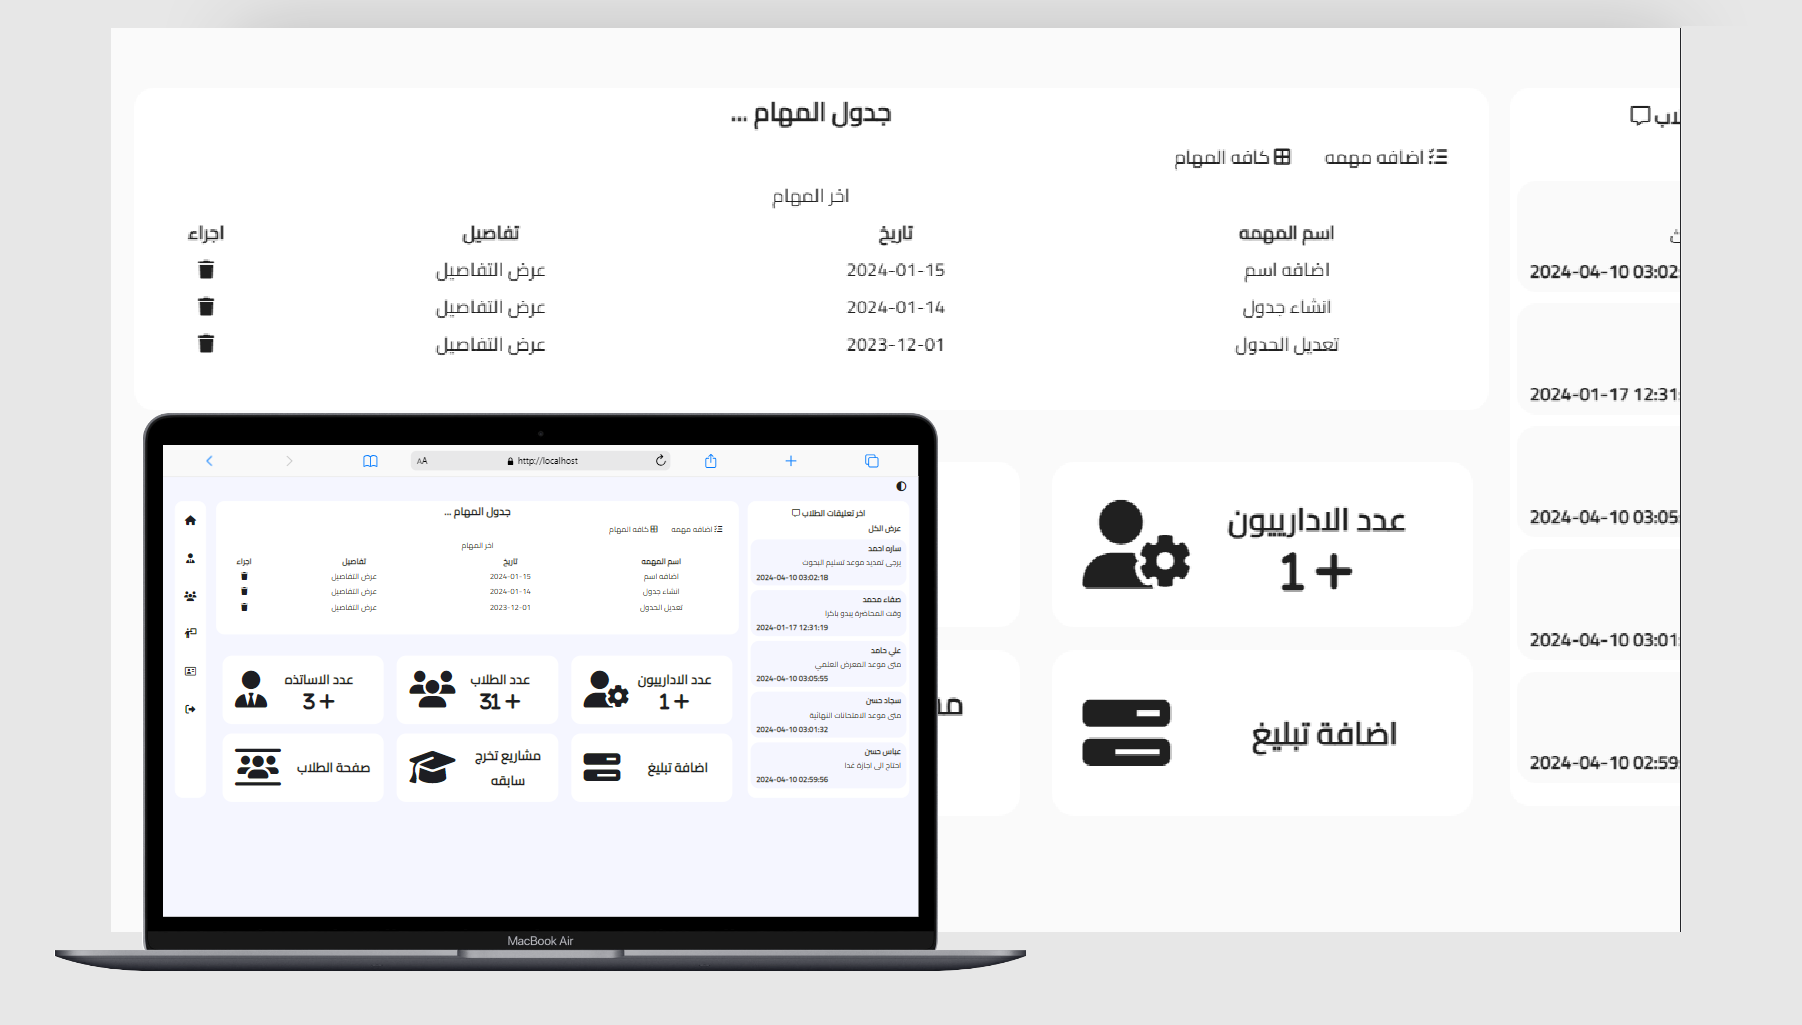 جدول المهام ...
اضافه مهمه
كافه المهام
اخر المهام
اسم المهمه تاريخ تفاصيل اجراء
اضافه اسم 2024-01-15 عرض التفاصيل
انشاء جدول 2024-01-14 عرض التفاصيل
تعديل الحدول 2023-12-01 عرض التفاصيل
2024-04-10 03:02
2024-01-17 12:31
2024-04-10 03:05
2024-04-10 03:01
2024-04-10 02:59
عدد الادارييون
1 +
اضافة تبليغ
AA http://localhost
جدول المهام ...
اضافه مهمه
كافه المهام
اخر المهام
اسم المهمه تاريخ تفاصيل اجراء
اضافه اسم 2024-01-15 عرض التفاصيل
انشاء جدول 2024-01-14 عرض التفاصيل
تعديل الحدول 2023-12-01 عرض التفاصيل
اخر تعليقات الطلاب
عرض الكل
ساره احمد
يرجى تمديد موعد تسليم البحوث
2024-04-10 03:02:18
صفاء محمد
وقت المحاضرة يبدو باكرا
2024-01-17 12:31:19
علي حامد
متى موعد المعرض العلمي
2024-04-10 03:05:55
سجاد حسن
متى موعد الامتحانات النهائية
2024-04-10 03:01:32
عباس حسن
احتاج الى اجازة غدا
2024-04-10 02:59:56
عدد الادارييون
1 +
عدد الطلاب
31 +
عدد الاساتذه
3 +
اضافة تبليغ
مشاريع تخرج
سابقه
صفحة الطلاب
MacBook Air